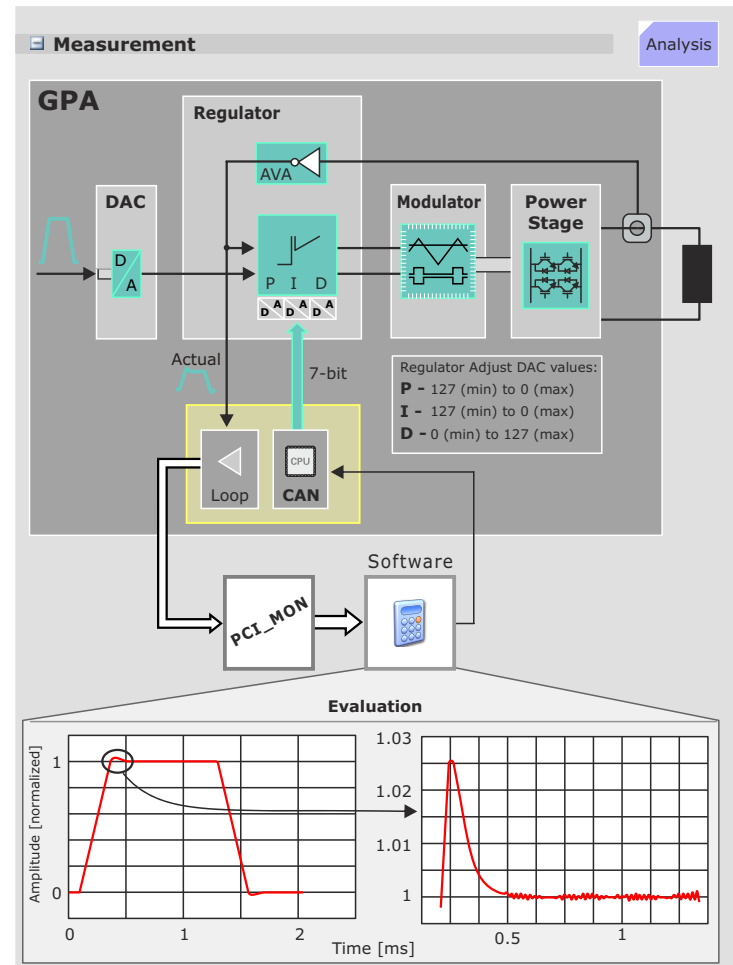 Measurement
Analysis
GPA
Regulator
AVA
DAC
Modulator
Power
Stage
D
A
P I D
D A D A D A
Actual
7-bit
Regulator Adjust DAC values:
P - 127 (min) to 0 (max)
I - 127 (min) to 0 (max)
D - 0 (min) to 127 (max)
CPU
Loop
CAN
Software
PCI_MON
Evaluation
Amplitude [normalized]
1
0
0
1
2
1.03
1.02
1.01
1
0.5
1
Time [ms]